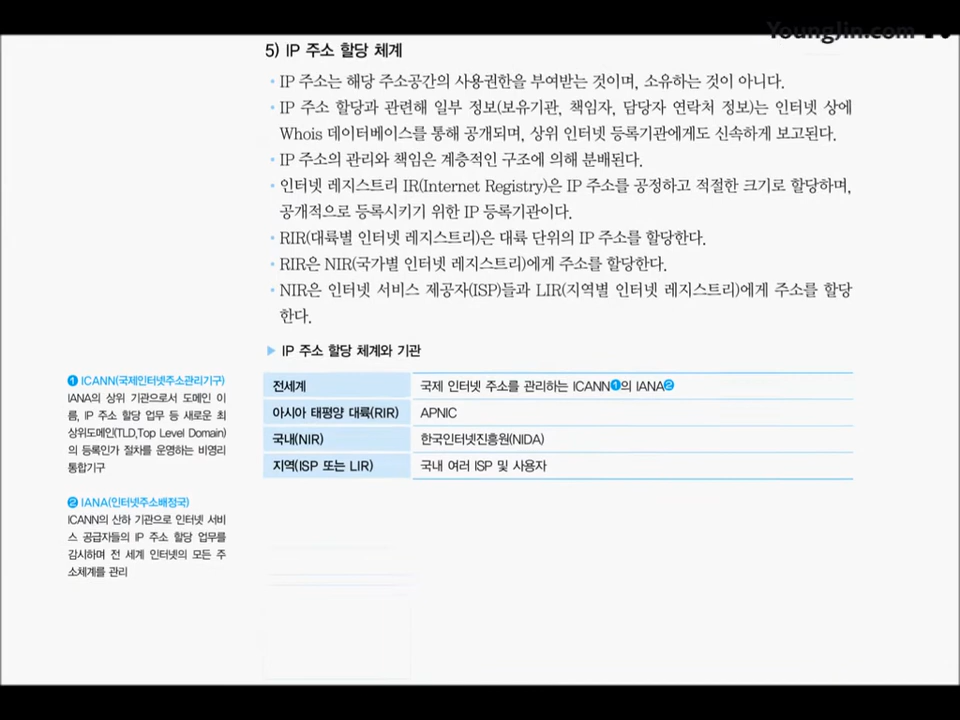 YoungJin.com
5) IP 주소 할당 체계
• IP 주소는 해당 주소공간의 사용권한을 부여받는 것이며, 소유하는 것이 아니다.
• IP 주소 할당과 관련해 일부 정보(보유기관, 책임자, 담당자 연락처 정보)는 인터넷 상에
Whois 데이터베이스를 통해 공개되며, 상위 인터넷 등록기관에게도 신속하게 보고된다.
• IP 주소의 관리와 책임은 계층적인 구조에 의해 분배된다.
• 인터넷 레지스트리 IR(Internet Registry)은 IP 주소를 공정하고 적절한 크기로 할당하며,
공개적으로 등록시키기 위한 IP 등록기관이다.
• RIR(대륙별 인터넷 레지스트리)은 대륙 단위의 IP 주소를 할당한다.
• RIR은 NIR(국가별 인터넷 레지스트리)에게 주소를 할당한다.
• NIR은 인터넷 서비스 제공자(ISP)들과 LIR(지역별 인터넷 레지스트리)에게 주소를 할당
한다.
▶ IP 주소 할당 체계와 기관
전세계 국제 인터넷 주소를 관리하는 ICANN❶의 IANA❷
아시아 태평양 대륙(RIR) APNIC
국내(NIR) 한국인터넷진흥원(NIDA)
지역(ISP 또는 LIR) 국내 여러 ISP 및 사용자
❶ ICANN(국제인터넷주소관리기구)
IANA의 상위 기관으로서 도메인 이
름, IP 주소 할당 업무 등 새로운 최
상위도메인(TLD,Top Level Domain)
의 등록인가 절차를 운영하는 비영리
통합기구
❷ IANA(인터넷주소배정국)
ICANN의 산하 기관으로 인터넷 서비
스 공급자들의 IP 주소 할당 업무를
감시하며 전 세계 인터넷의 모든 주
소체계를 관리